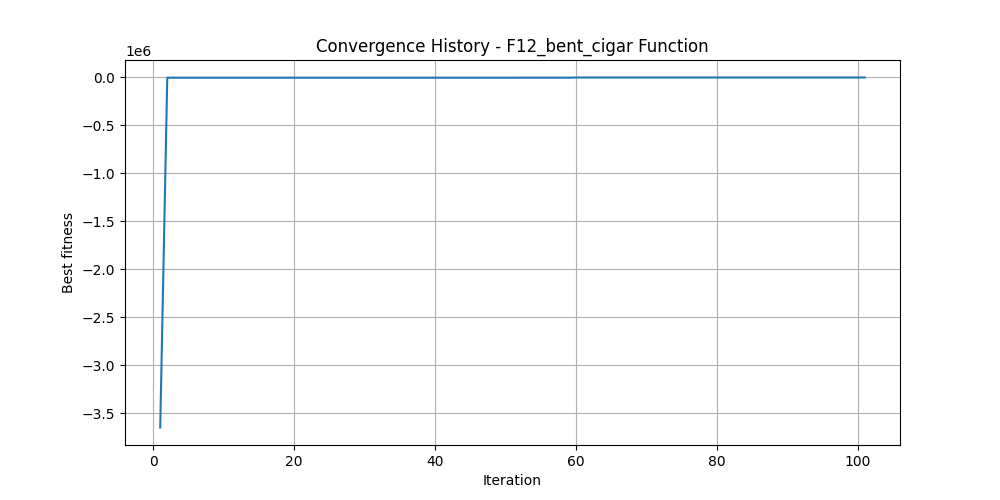 Convergence History - F12_bent_cigar Function
1e6
0.0
−0.5
−1.0
−1.5
−2.0
−2.5
−3.0
−3.5
Best fitness
0 20 40 60 80 100
Iteration